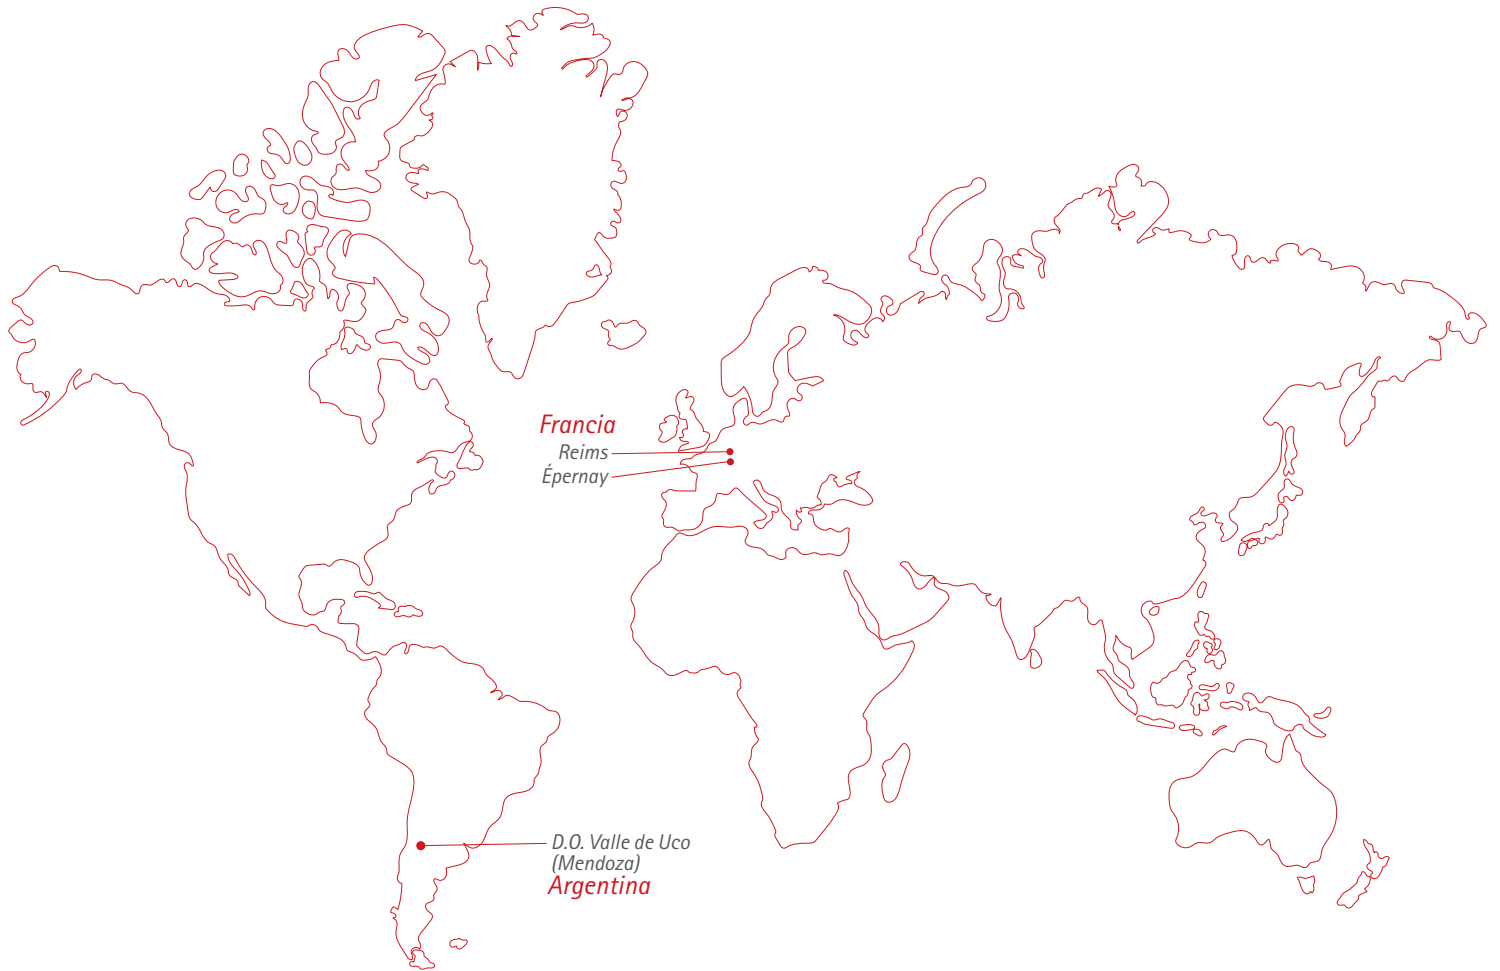 Francia
Reims
Épernay
D.O. Valle de Uco
(Mendoza)
Argentina